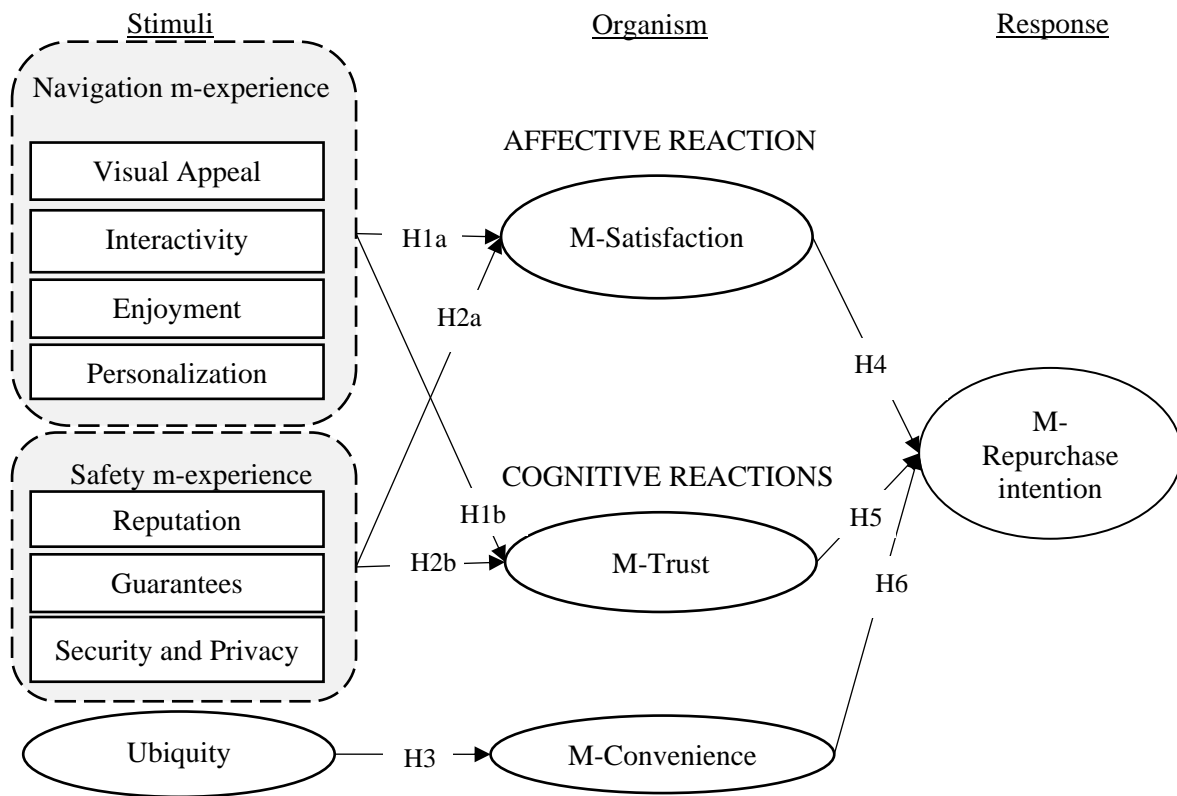 Stimuli
Organism
Response
Navigation m-experience
Visual Appeal
Interactivity
Enjoyment
Personalization
Safety m-experience
Reputation
Guarantees
Security and Privacy
Ubiquity
H1a
H2a
H1b
H2b
H3
AFFECTIVE REACTION
M-Satisfaction
COGNITIVE REACTIONS
M-Trust
M-Convenience
H4
H5
H6
M-
Repurchase
intention